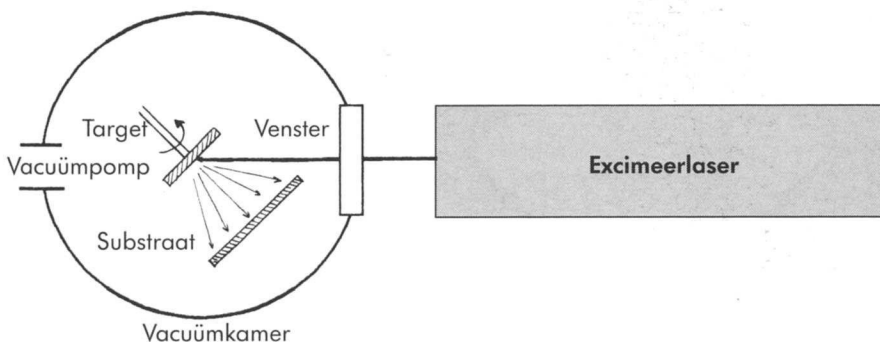 Target
Venster
Vacuümpomp
Excimeerlaser
Substraat
Vacuümkamer